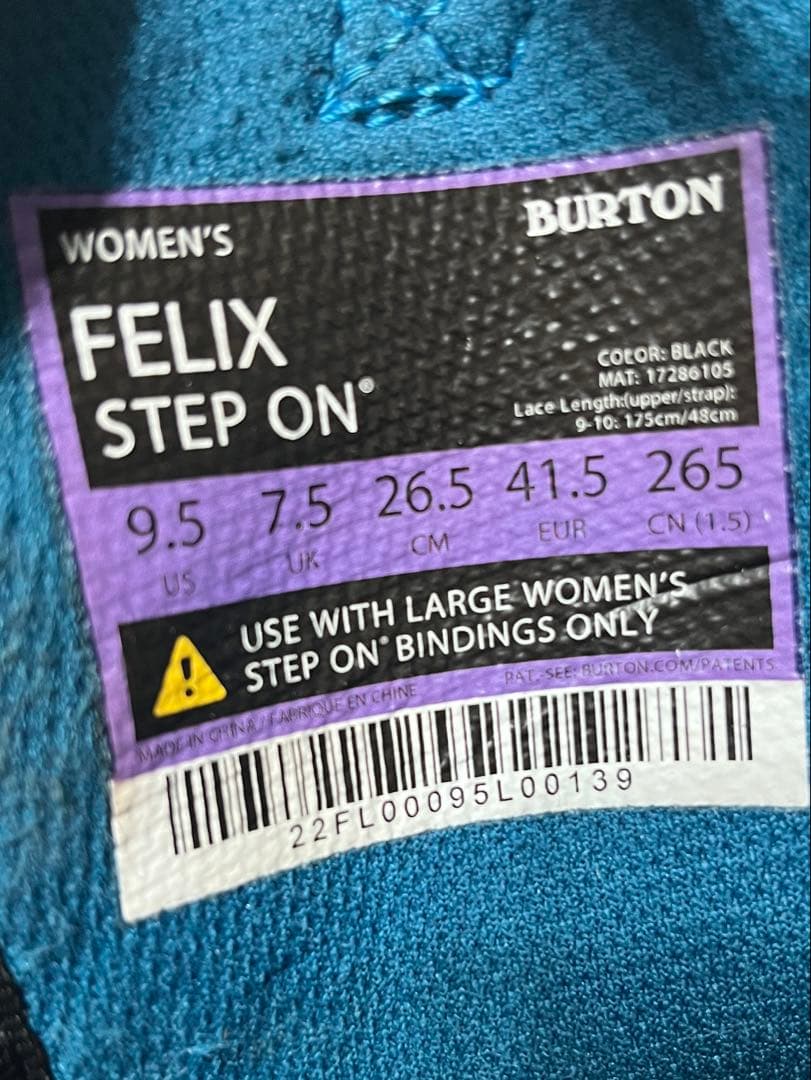 WOMEN'S
BURTON
FELIX
STEP ON®
COLOR: BLACK
MAT: 17286105
Lace Length:(upper/strap):
9-10: 175cm/48cm
9.5 7.5 26.5 41.5 265
US UK CM EUR CN (1.5)
USE WITH LARGE WOMEN'S
STEP ON® BINDINGS ONLY
PAT.-SEE: BURTON.COM/PATENTS
MADE IN CHINA / FABRIQUÉ EN CHINE
22FL00095L00139